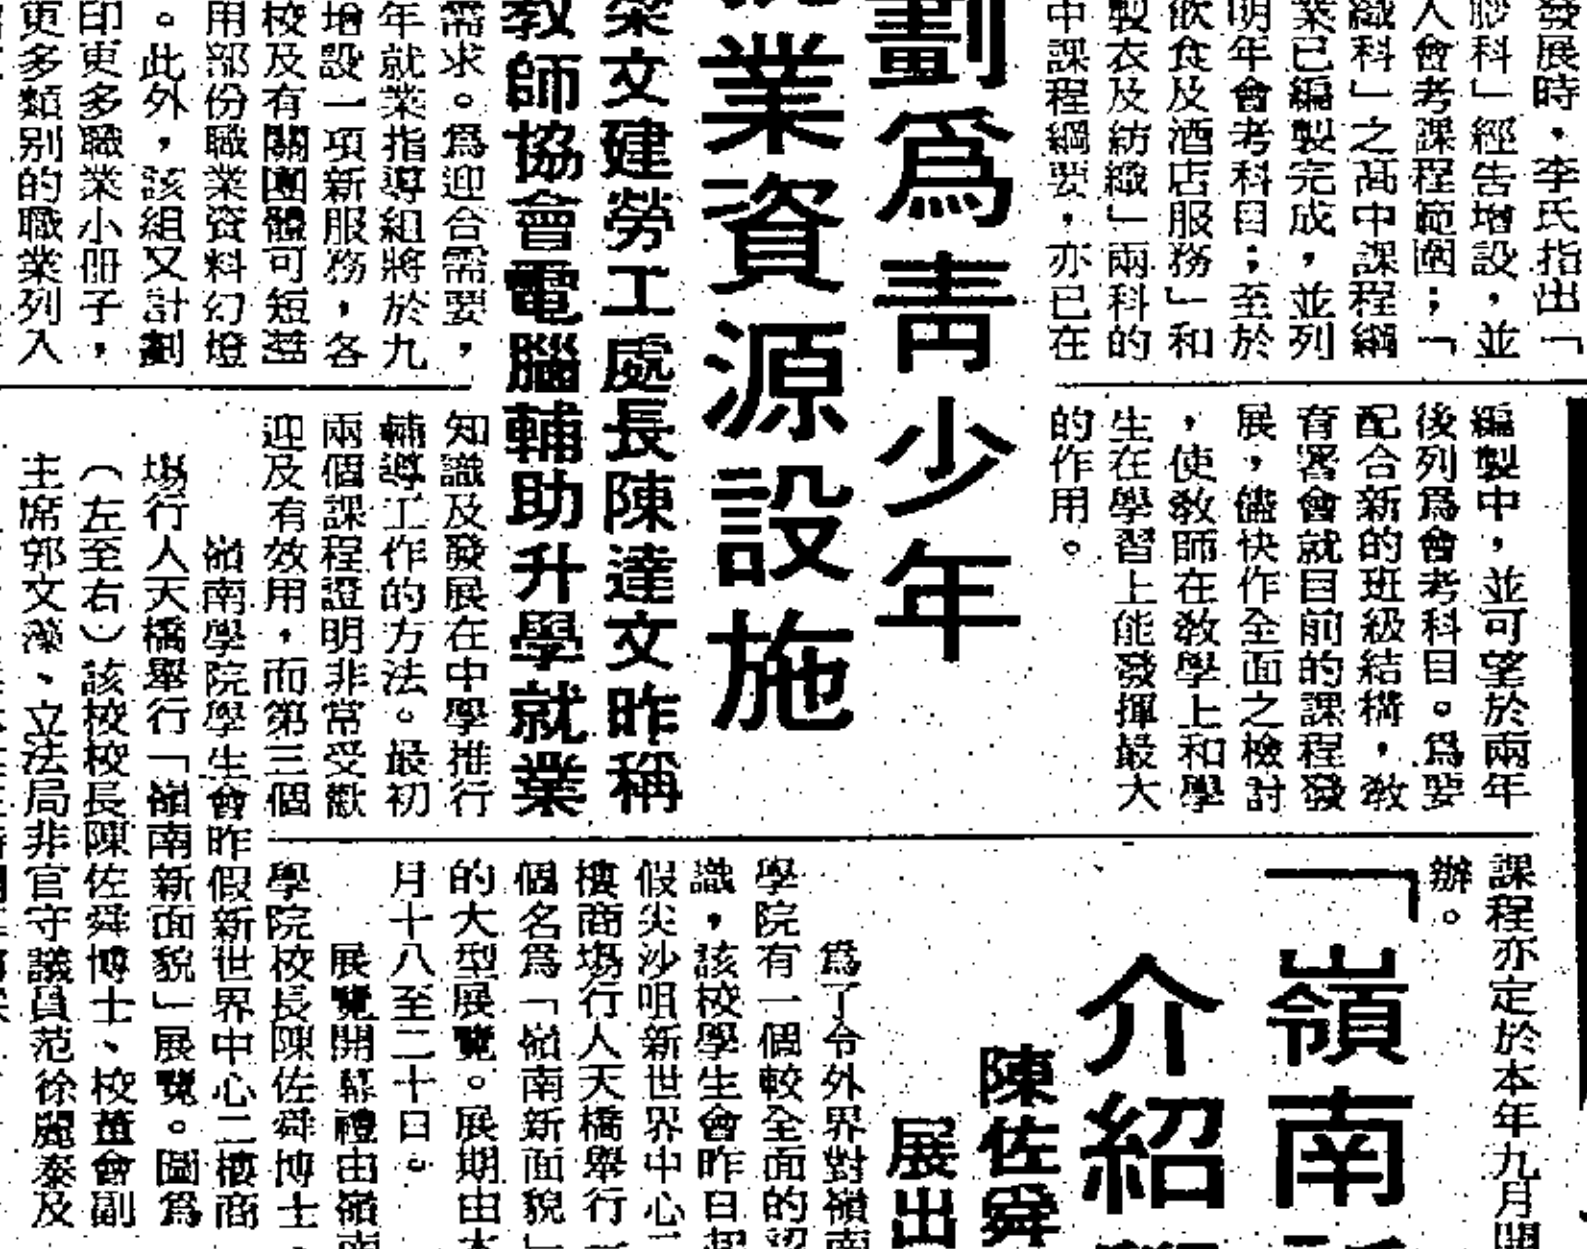 發展時，李氏指出「
科」經告增設，並
人會考課程範圍；「
織科」之高中課程綱
業已編製完成，並列
明年會考科目；至於
飲食及酒店服務」和
製衣及紡織」兩科的
中課程綱要，亦已在
編製中，並可望於兩年
後列爲會考科目。爲要
配合新的班級結構，敎
育署會就目前的課程發
展，儘快作全面之檢討
，使敎師在敎學上和學
生在學習上能發揮最大
的作用。
劃爲靑少年
業資源設施
文建勞工處長陳達文昨稱
敎師協會電腦輔助升學就業
需求。爲迎合需要，
年就業指導組將於九
增設一項新服務，各
校及有關團體可短
用部份職業資料幻燈
。此外，該組又計劃
印更多職業小冊子，
更多類别的職業列入
知識及發展在中學推行
輔導工作的方法。最初
兩個課程證明非常受歡
迎及有效用，而第三個
課程亦定於本年九月開
辦。
「嶺南
介紹
陳佐舜
展出
爲了令外界對嶺南
學院有一個較全面的認
識，該校學生會昨日起
假尖沙咀新世界中心二
樓商場行人天橋舉行一
個名爲「嶺南新面貌」
的大型展覽。展期由本
月十八至二十日。
展覽開幕禮由嶺南
學院校長陳佐舜博士
嶺南學院學生會昨假新世界中心二樓商
場行人天橋舉行「嶺南新面貌」展覽。圖爲
（左至右）該校校長陳佐舜博士、校董會副
主席郭文藻、立法局非官守議員范徐麗泰及